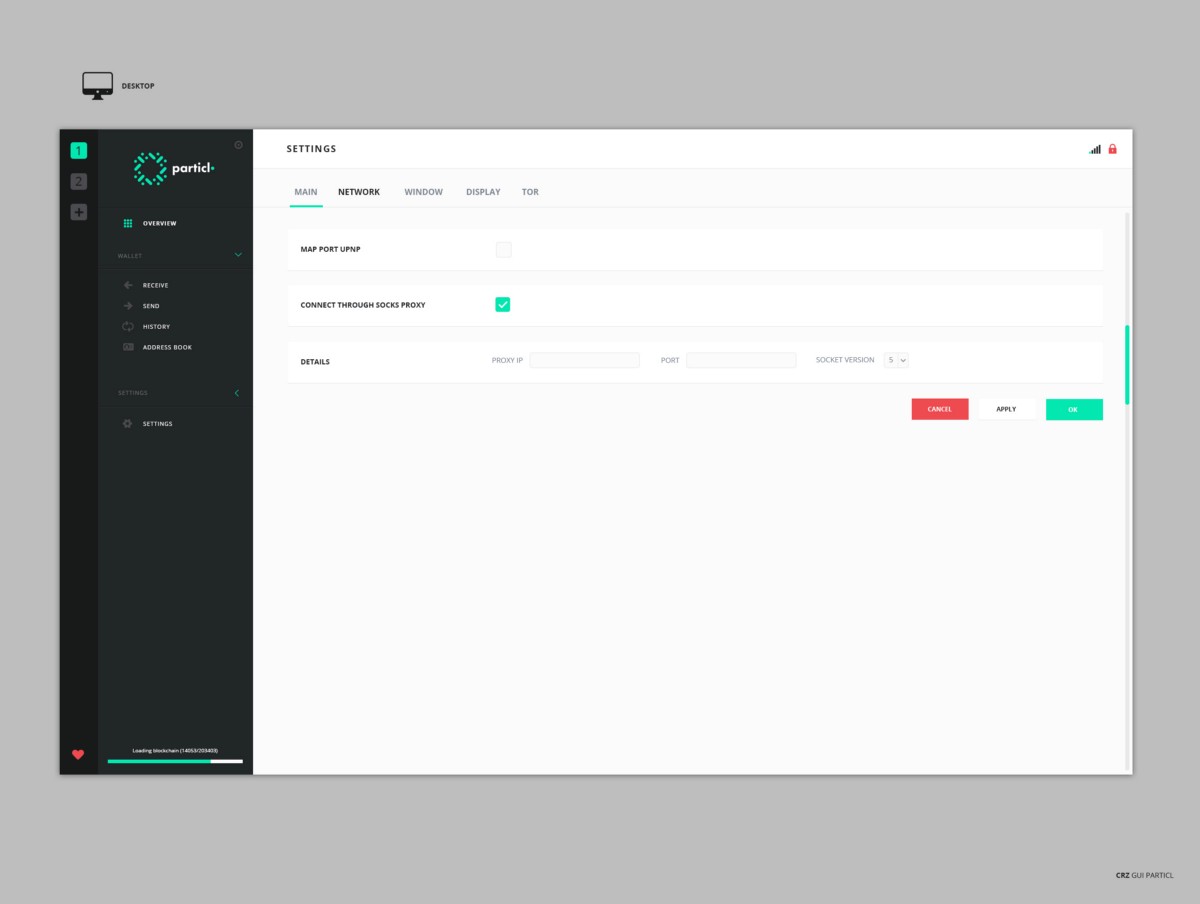 DESKTOP
1
2
particl
SETTINGS
MAIN NETWORK WINDOW DISPLAY TOR
OVERVIEW
WALLET
RECEIVE
SEND
HISTORY
ADDRESS BOOK
SETTINGS
SETTINGS
MAP PORT UPNP
CONNECT THROUGH SOCKS PROXY
DETAILS PROXY IP PORT SOCKET VERSION 5
CANCEL APPLY OK
Loading blockchain (14053/203403)
CRZ GUI PARTICL